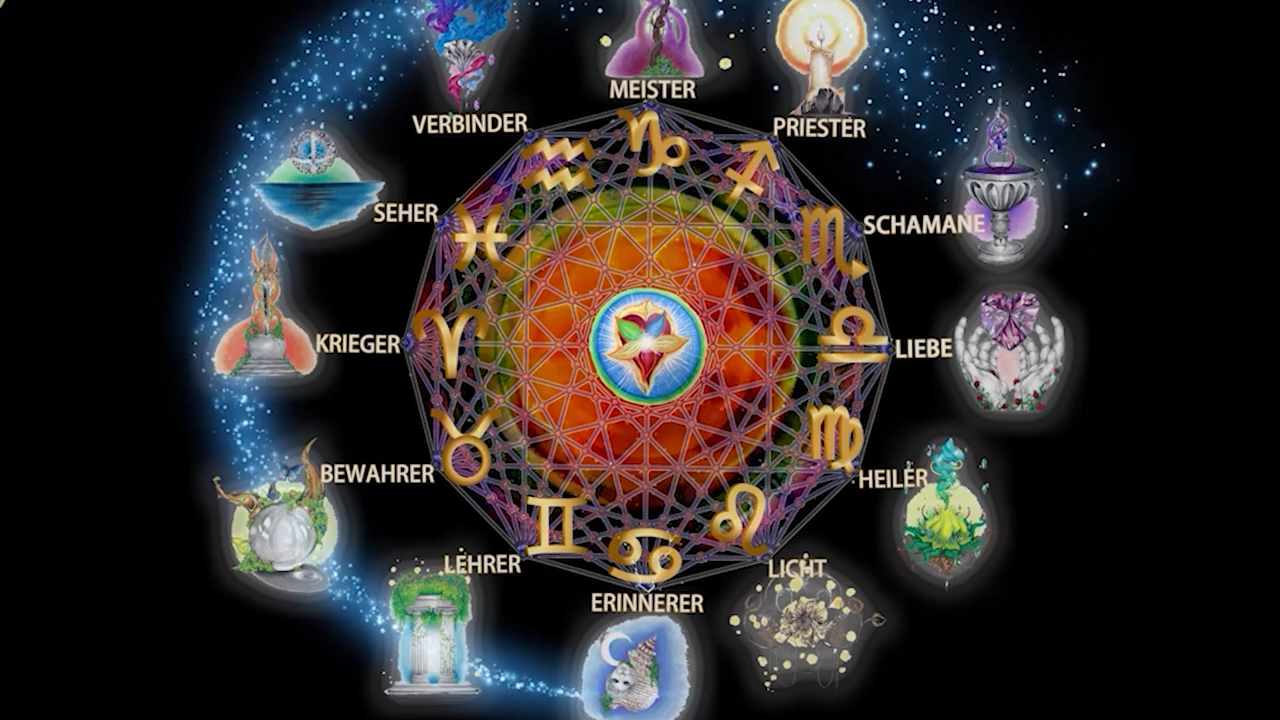 MEISTER
VERBINDER
PRIESTER
SEHER
SCHAMANE
KRIEGER
LIEBE
BEWAHRER
HEILER
LEHRER
LICHT
ERINNERER